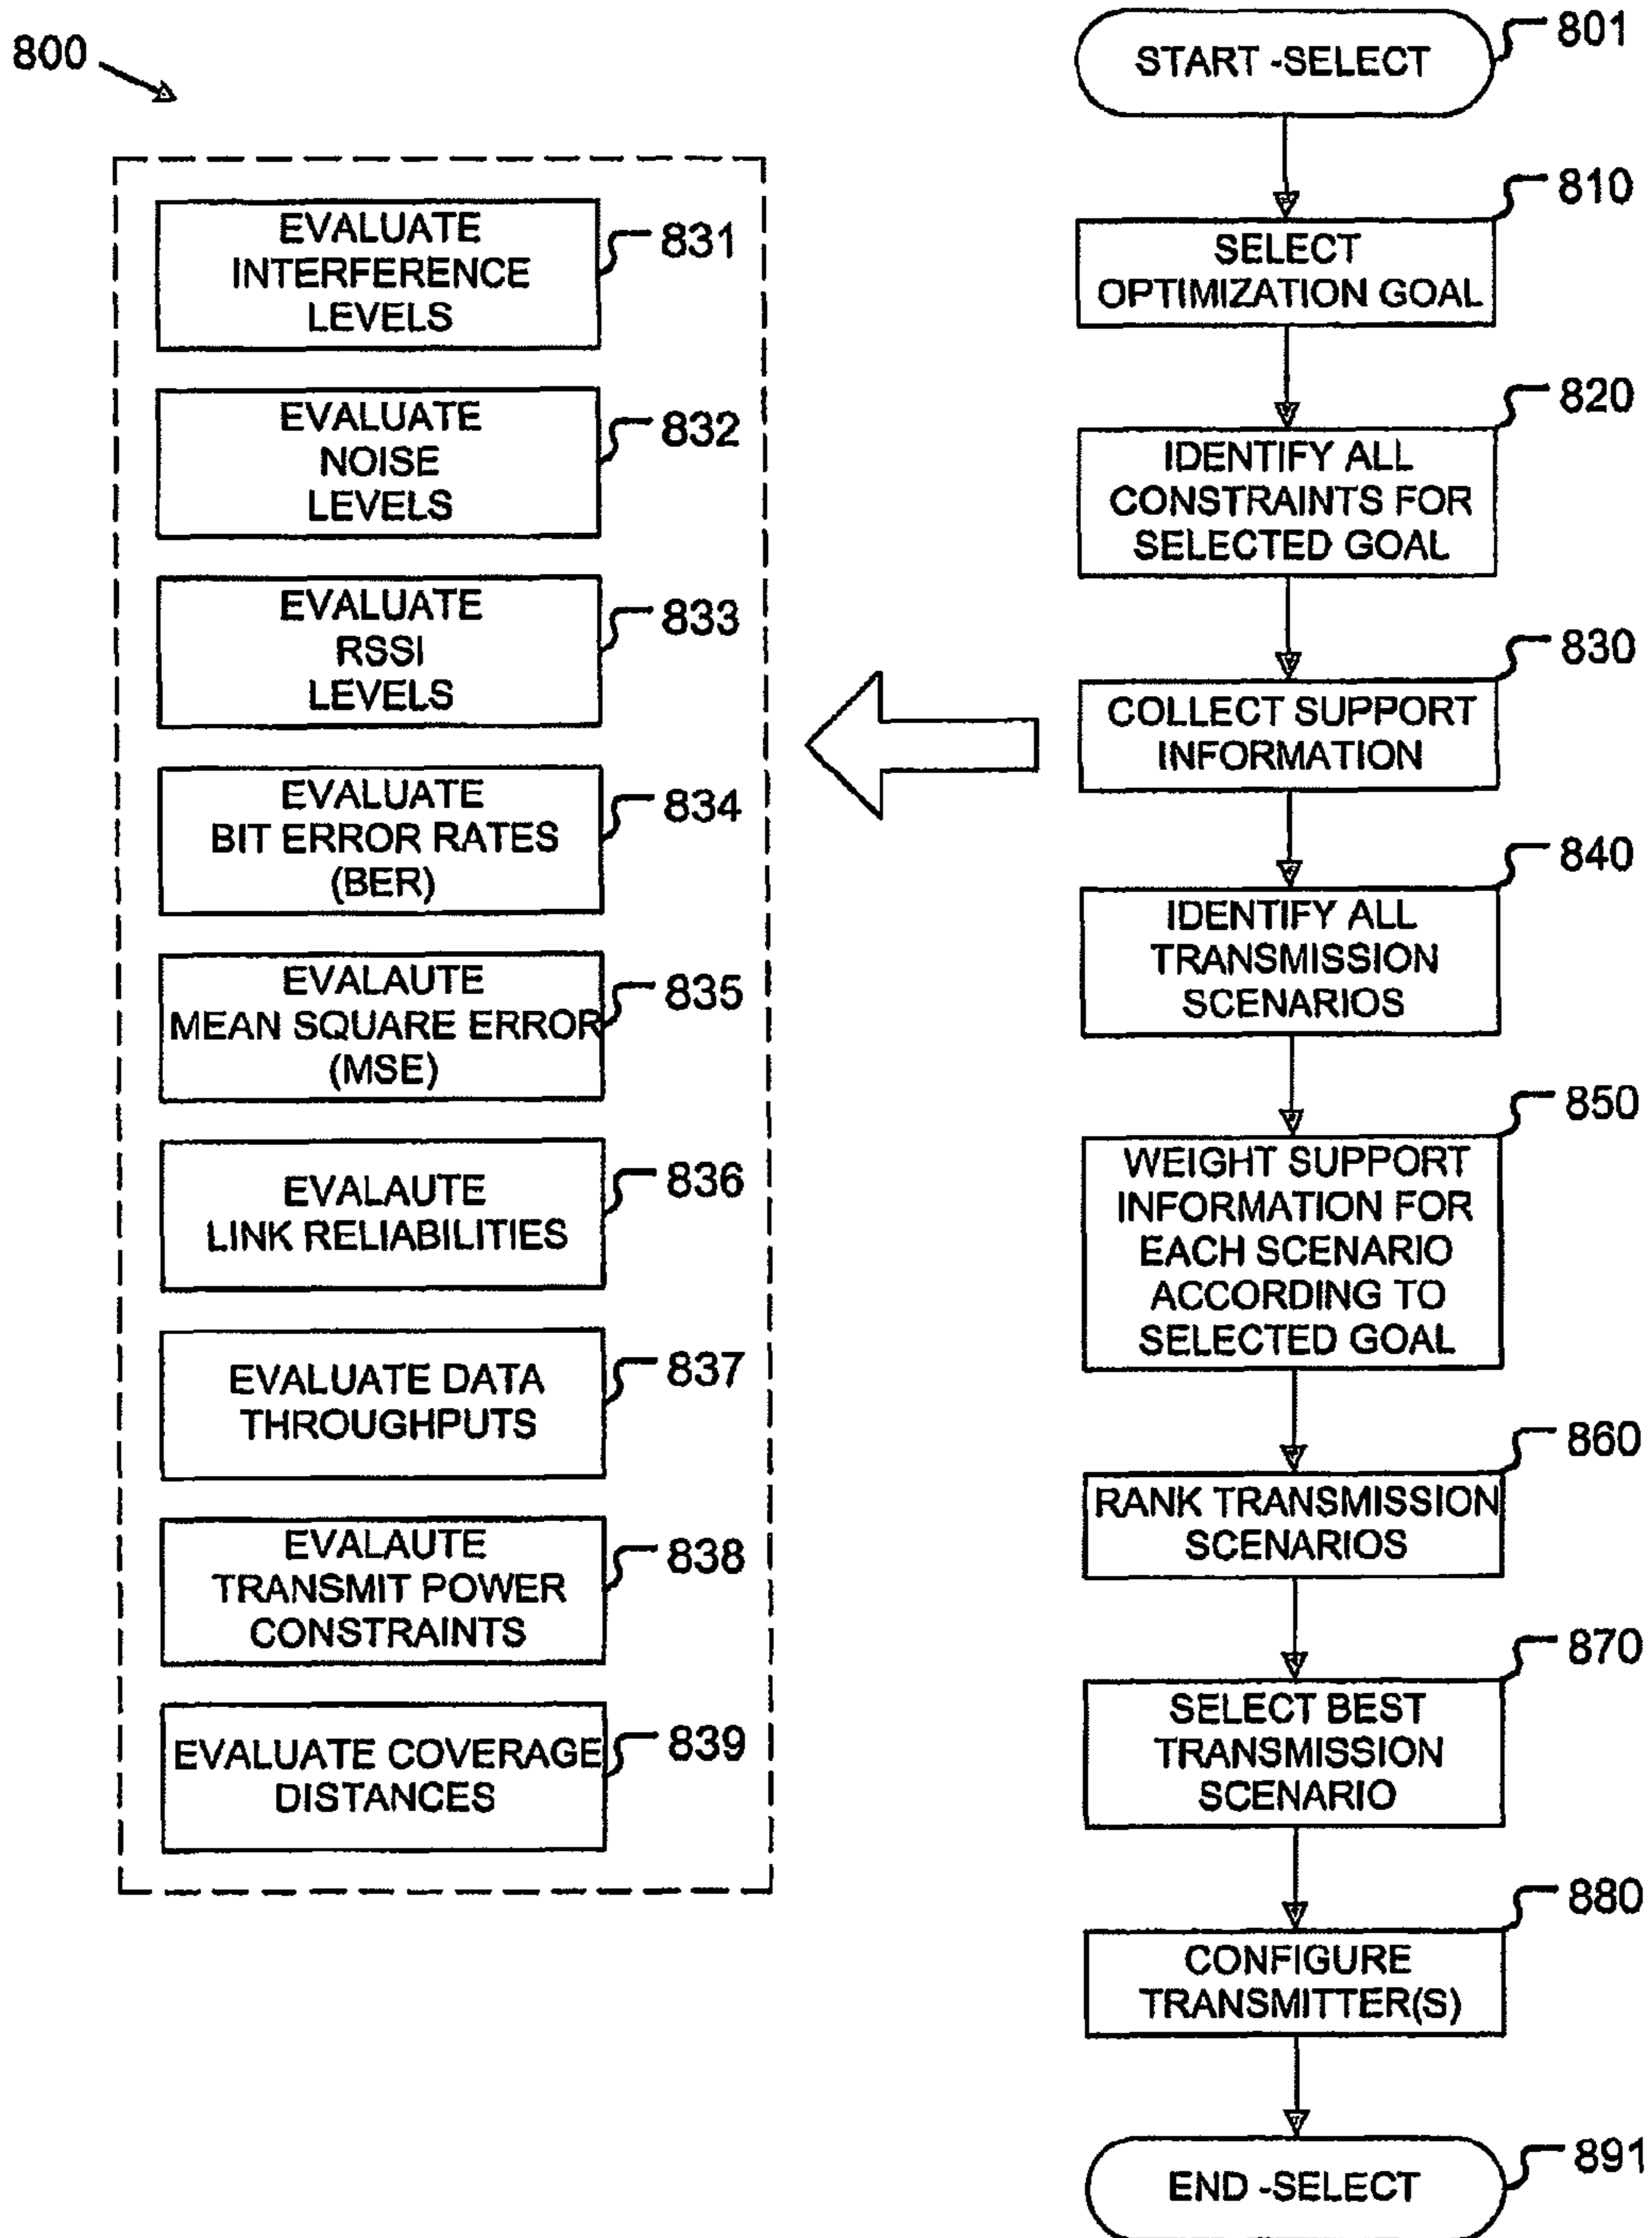 800
EVALUATE
INTERFERENCE
LEVELS
831
EVALUATE
NOISE
LEVELS
832
EVALUATE
RSSI
LEVELS
833
EVALUATE
BIT ERROR RATES
(BER)
834
EVALAUTE
MEAN SQUARE ERROR
(MSE)
835
EVALAUTE
LINK RELIABILITIES
836
EVALUATE DATA
THROUGHPUTS
837
EVALAUTE
TRANSMIT POWER
CONSTRAINTS
838
EVALUATE COVERAGE
DISTANCES
839
START -SELECT
801
SELECT
OPTIMIZATION GOAL
810
IDENTIFY ALL
CONSTRAINTS FOR
SELECTED GOAL
820
COLLECT SUPPORT
INFORMATION
830
IDENTIFY ALL
TRANSMISSION
SCENARIOS
840
WEIGHT SUPPORT
INFORMATION FOR
EACH SCENARIO
ACCORDING TO
SELECTED GOAL
850
RANK TRANSMISSION
SCENARIOS
860
SELECT BEST
TRANSMISSION
SCENARIO
870
CONFIGURE
TRANSMITTER(S)
880
END -SELECT
891